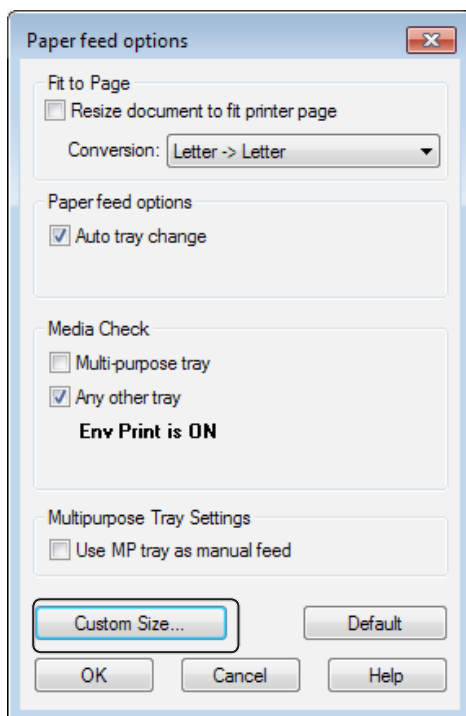 Paper feed options
Fit to Page
Resize document to fit printer page
Conversion: Letter -> Letter
Paper feed options
Auto tray change
Media Check
Multi-purpose tray
Any other tray
Env Print is ON
Multipurpose Tray Settings
Use MP tray as manual feed
Custom Size... Default
OK Cancel Help